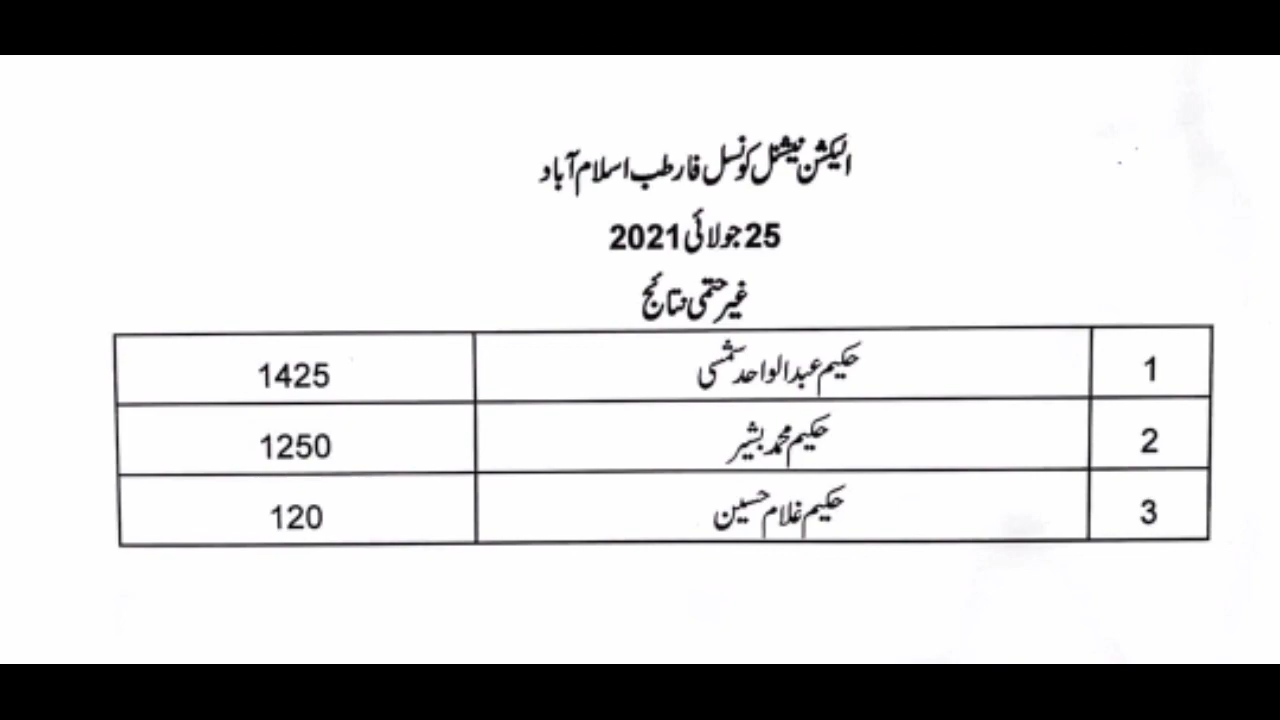 الیکشن نیشنل کونسل فار طب اسلام آباد
25 جولائی 2021
غیر حتمی نتائج
1 حکیم عبدالواحد شمسی 1425
2 حکیم محمد بشیر 1250
3 حکیم غلام حسین 120